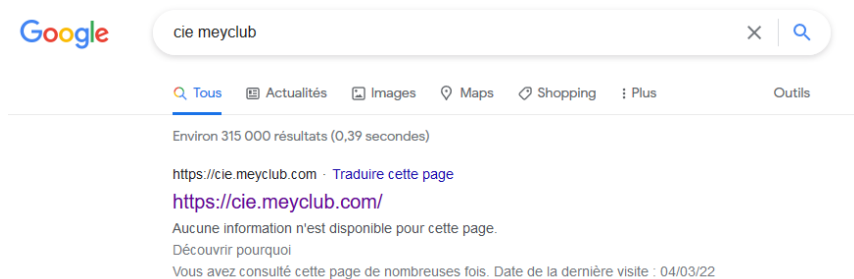 Google
cie meyclub
Tous Actualités Images Maps Shopping Plus Outils
Environ 315 000 résultats (0,39 secondes)
https://cie.meyclub.com · Traduire cette page
https://cie.meyclub.com/
Aucune information n'est disponible pour cette page.
Découvrir pourquoi
Vous avez consulté cette page de nombreuses fois. Date de la dernière visite : 04/03/22